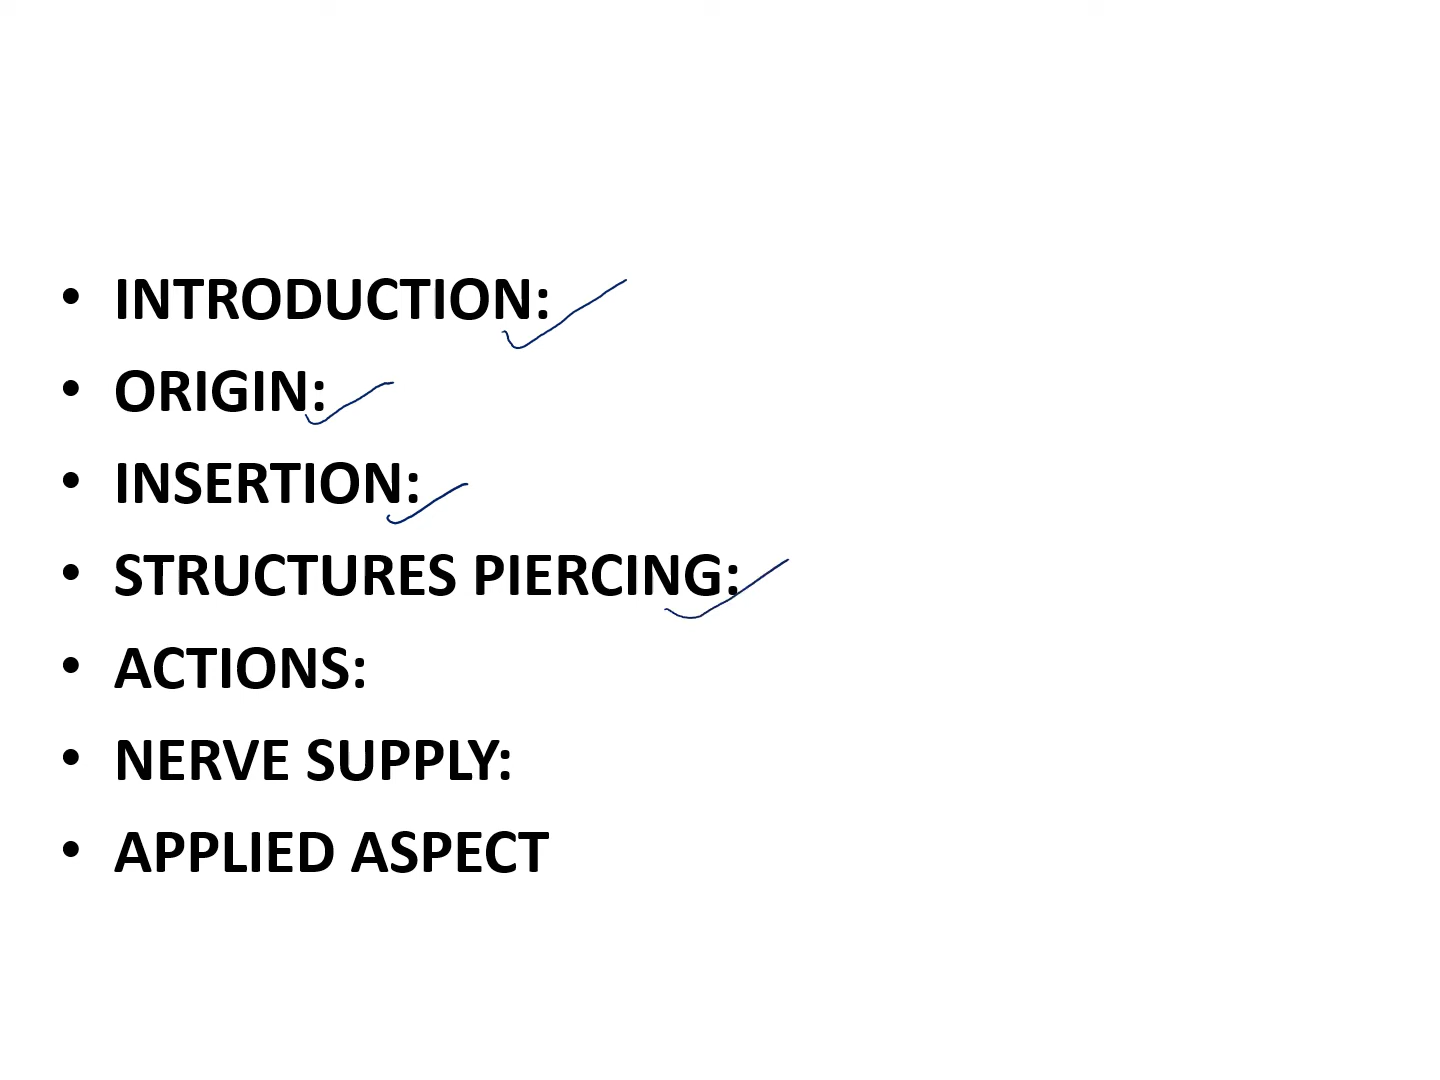 • INTRODUCTION:
• ORIGIN:
• INSERTION:
• STRUCTURES PIERCING:
• ACTIONS:
• NERVE SUPPLY:
• APPLIED ASPECT